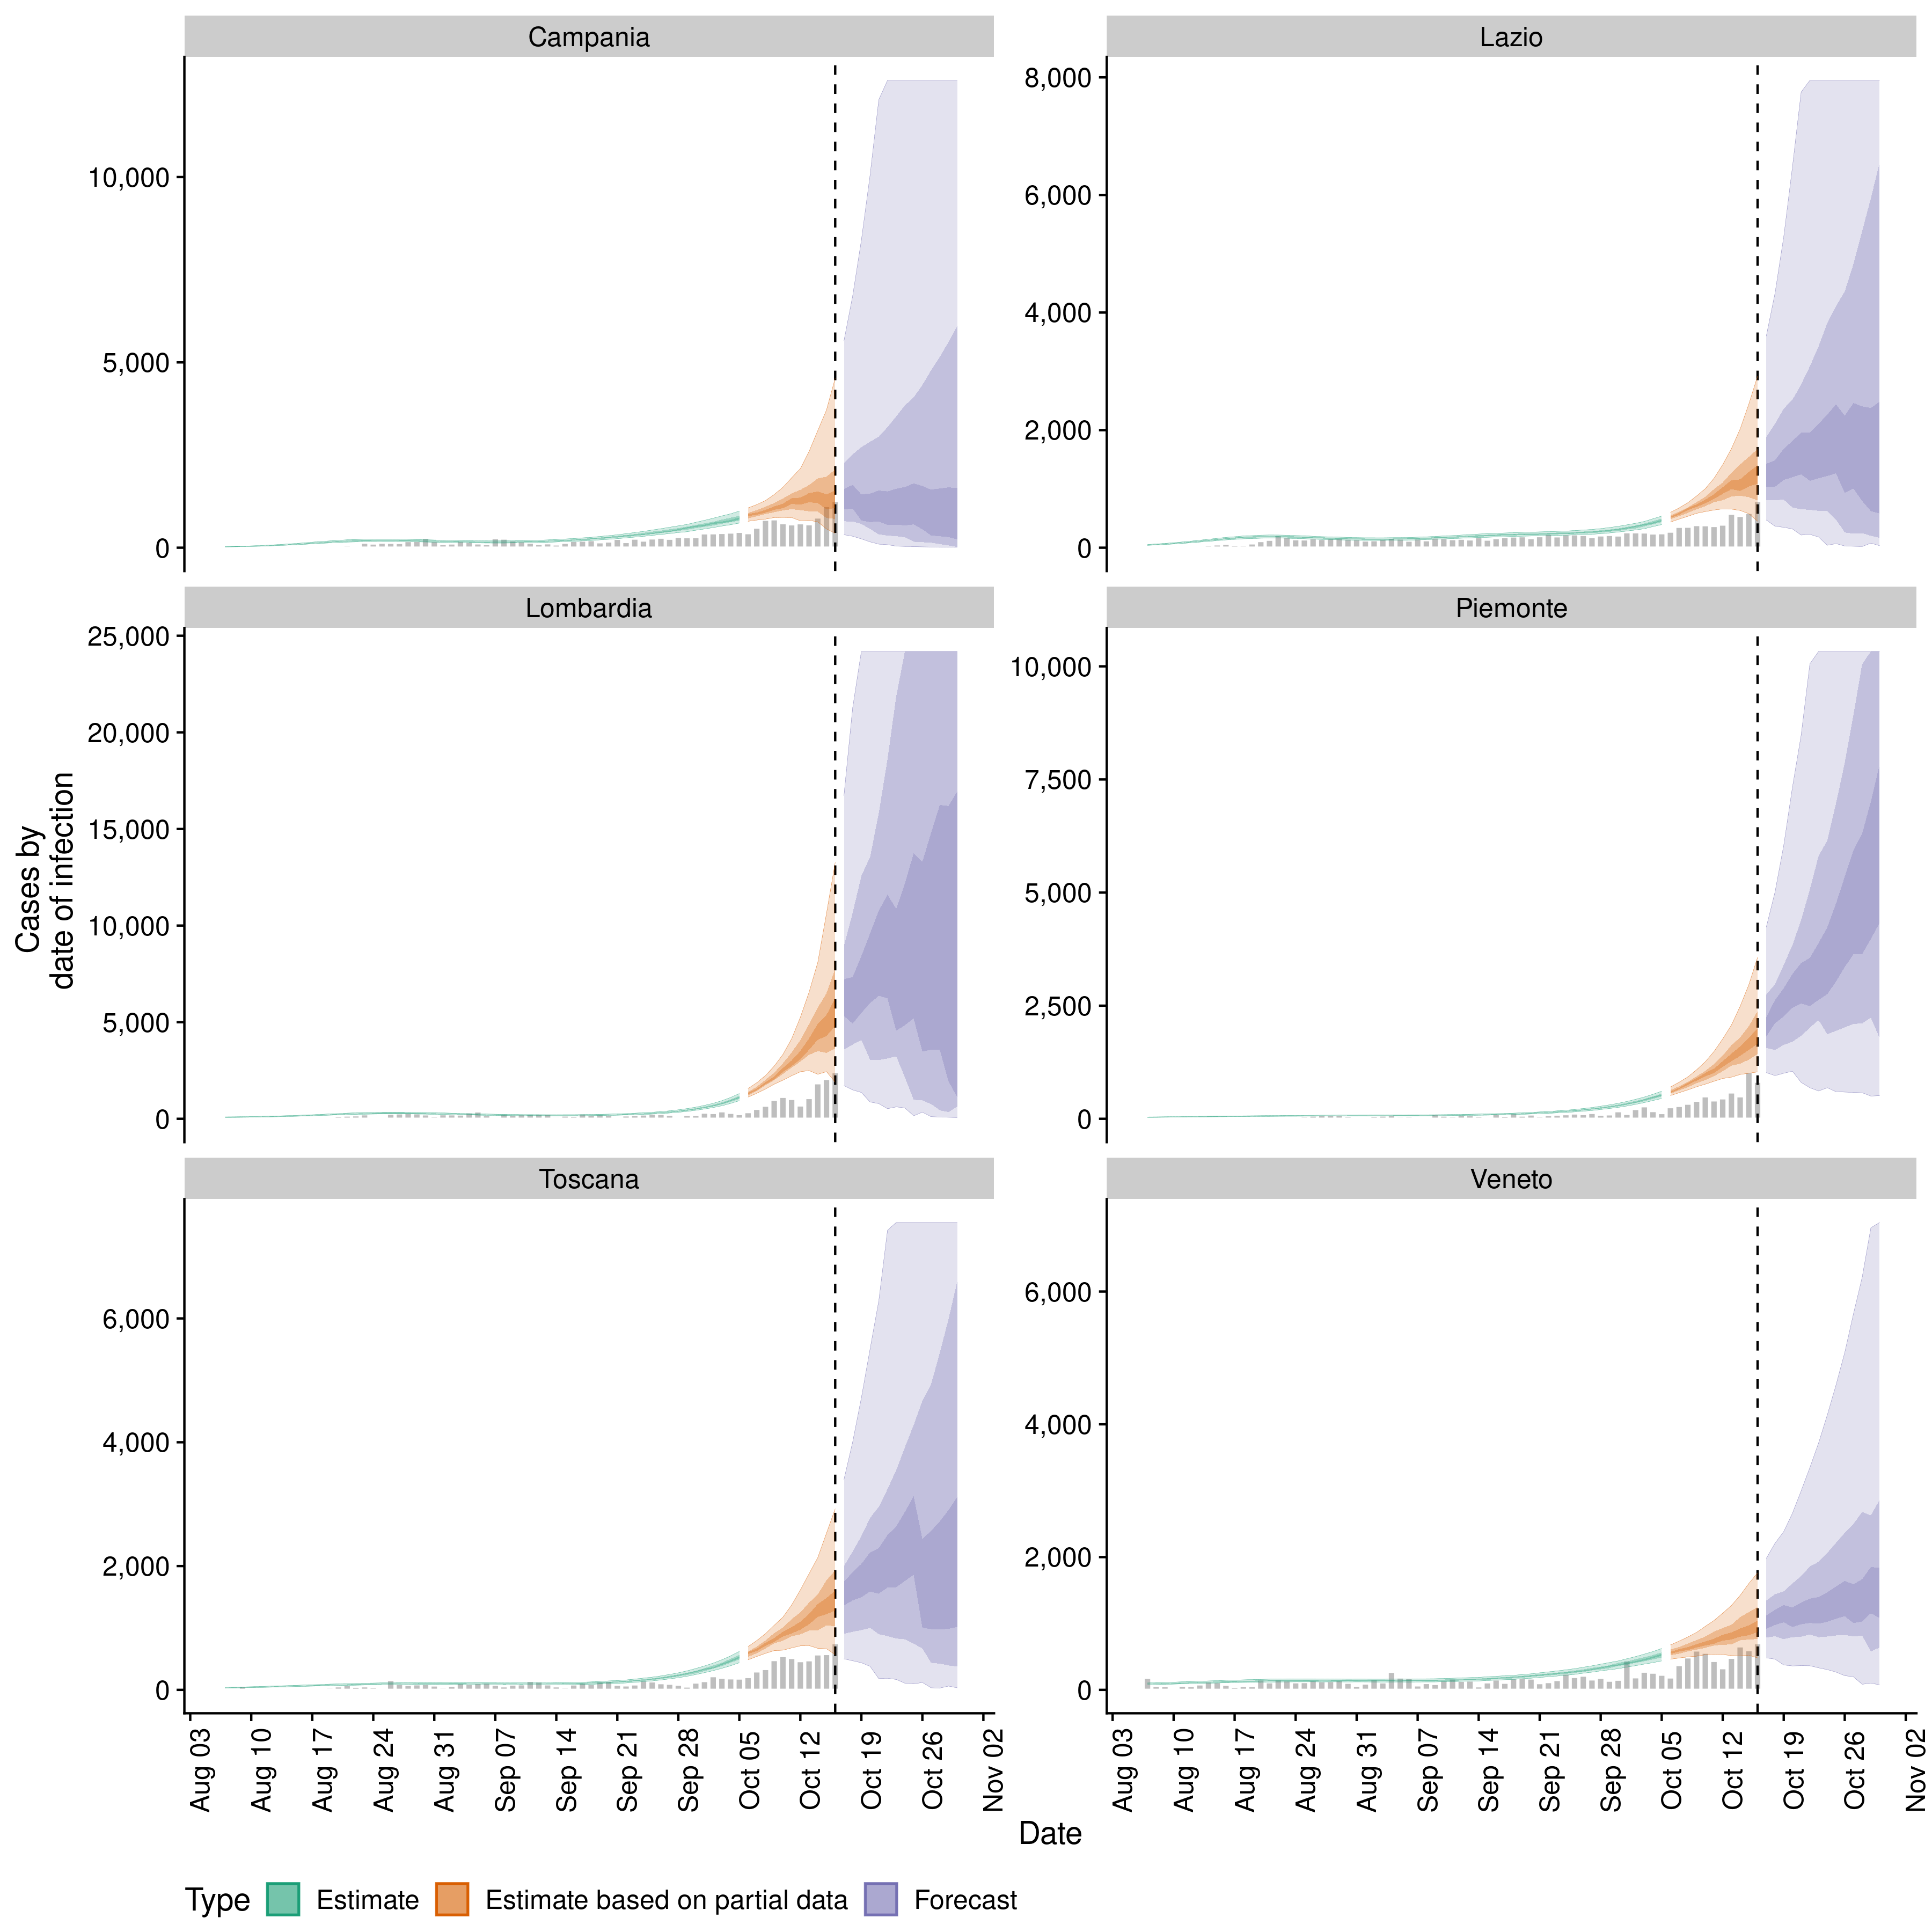 Campania
Lazio
10,000
5,000
0
8,000
6,000
4,000
2,000
0
Lombardia
Piemonte
25,000
20,000
15,000
10,000
5,000
0
10,000
7,500
5,000
2,500
0
Toscana
Veneto
6,000
4,000
2,000
0
6,000
4,000
2,000
0
Cases by
date of infection
Aug 03
Aug 10
Aug 17
Aug 24
Aug 31
Sep 07
Sep 14
Sep 21
Sep 28
Oct 05
Oct 12
Oct 19
Oct 26
Nov 02
Aug 03
Aug 10
Aug 17
Aug 24
Aug 31
Sep 07
Sep 14
Sep 21
Sep 28
Oct 05
Oct 12
Oct 19
Oct 26
Nov 02
Date
Type Estimate Estimate based on partial data Forecast